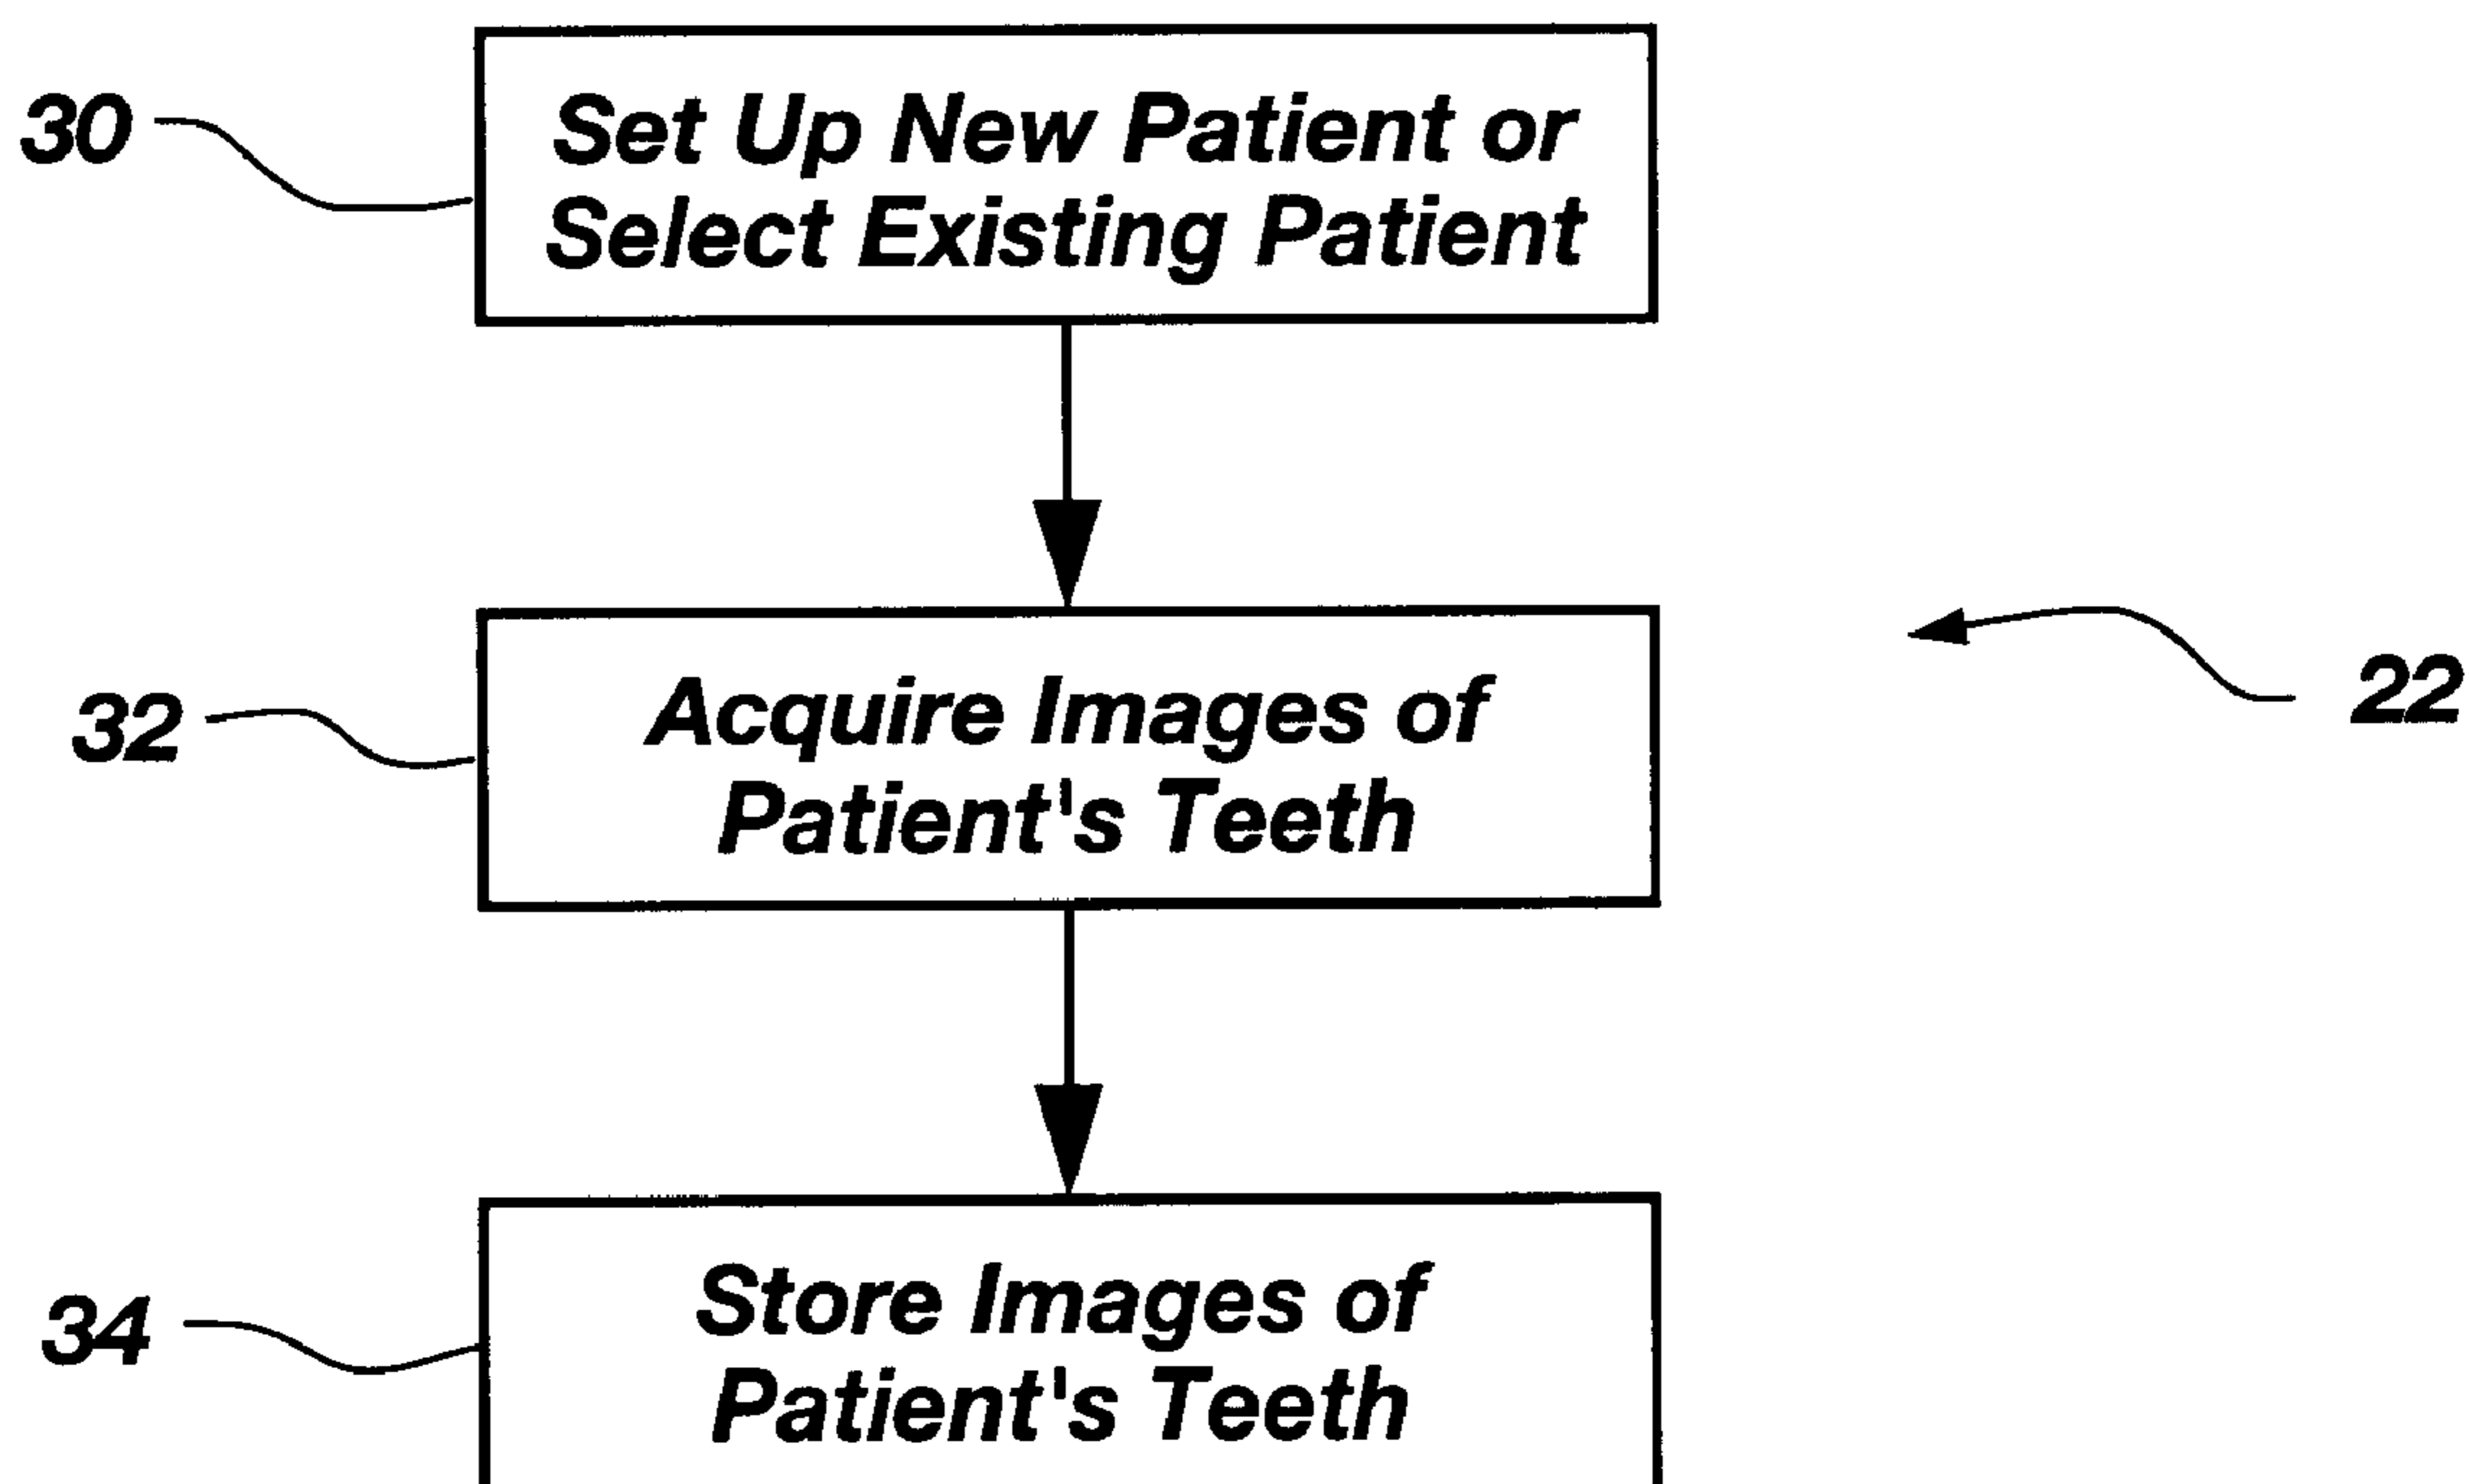 30
Set Up New Patient or
Select Existing Patient
32
Acquire Images of
Patient's Teeth
22
34
Store Images of
Patient's Teeth